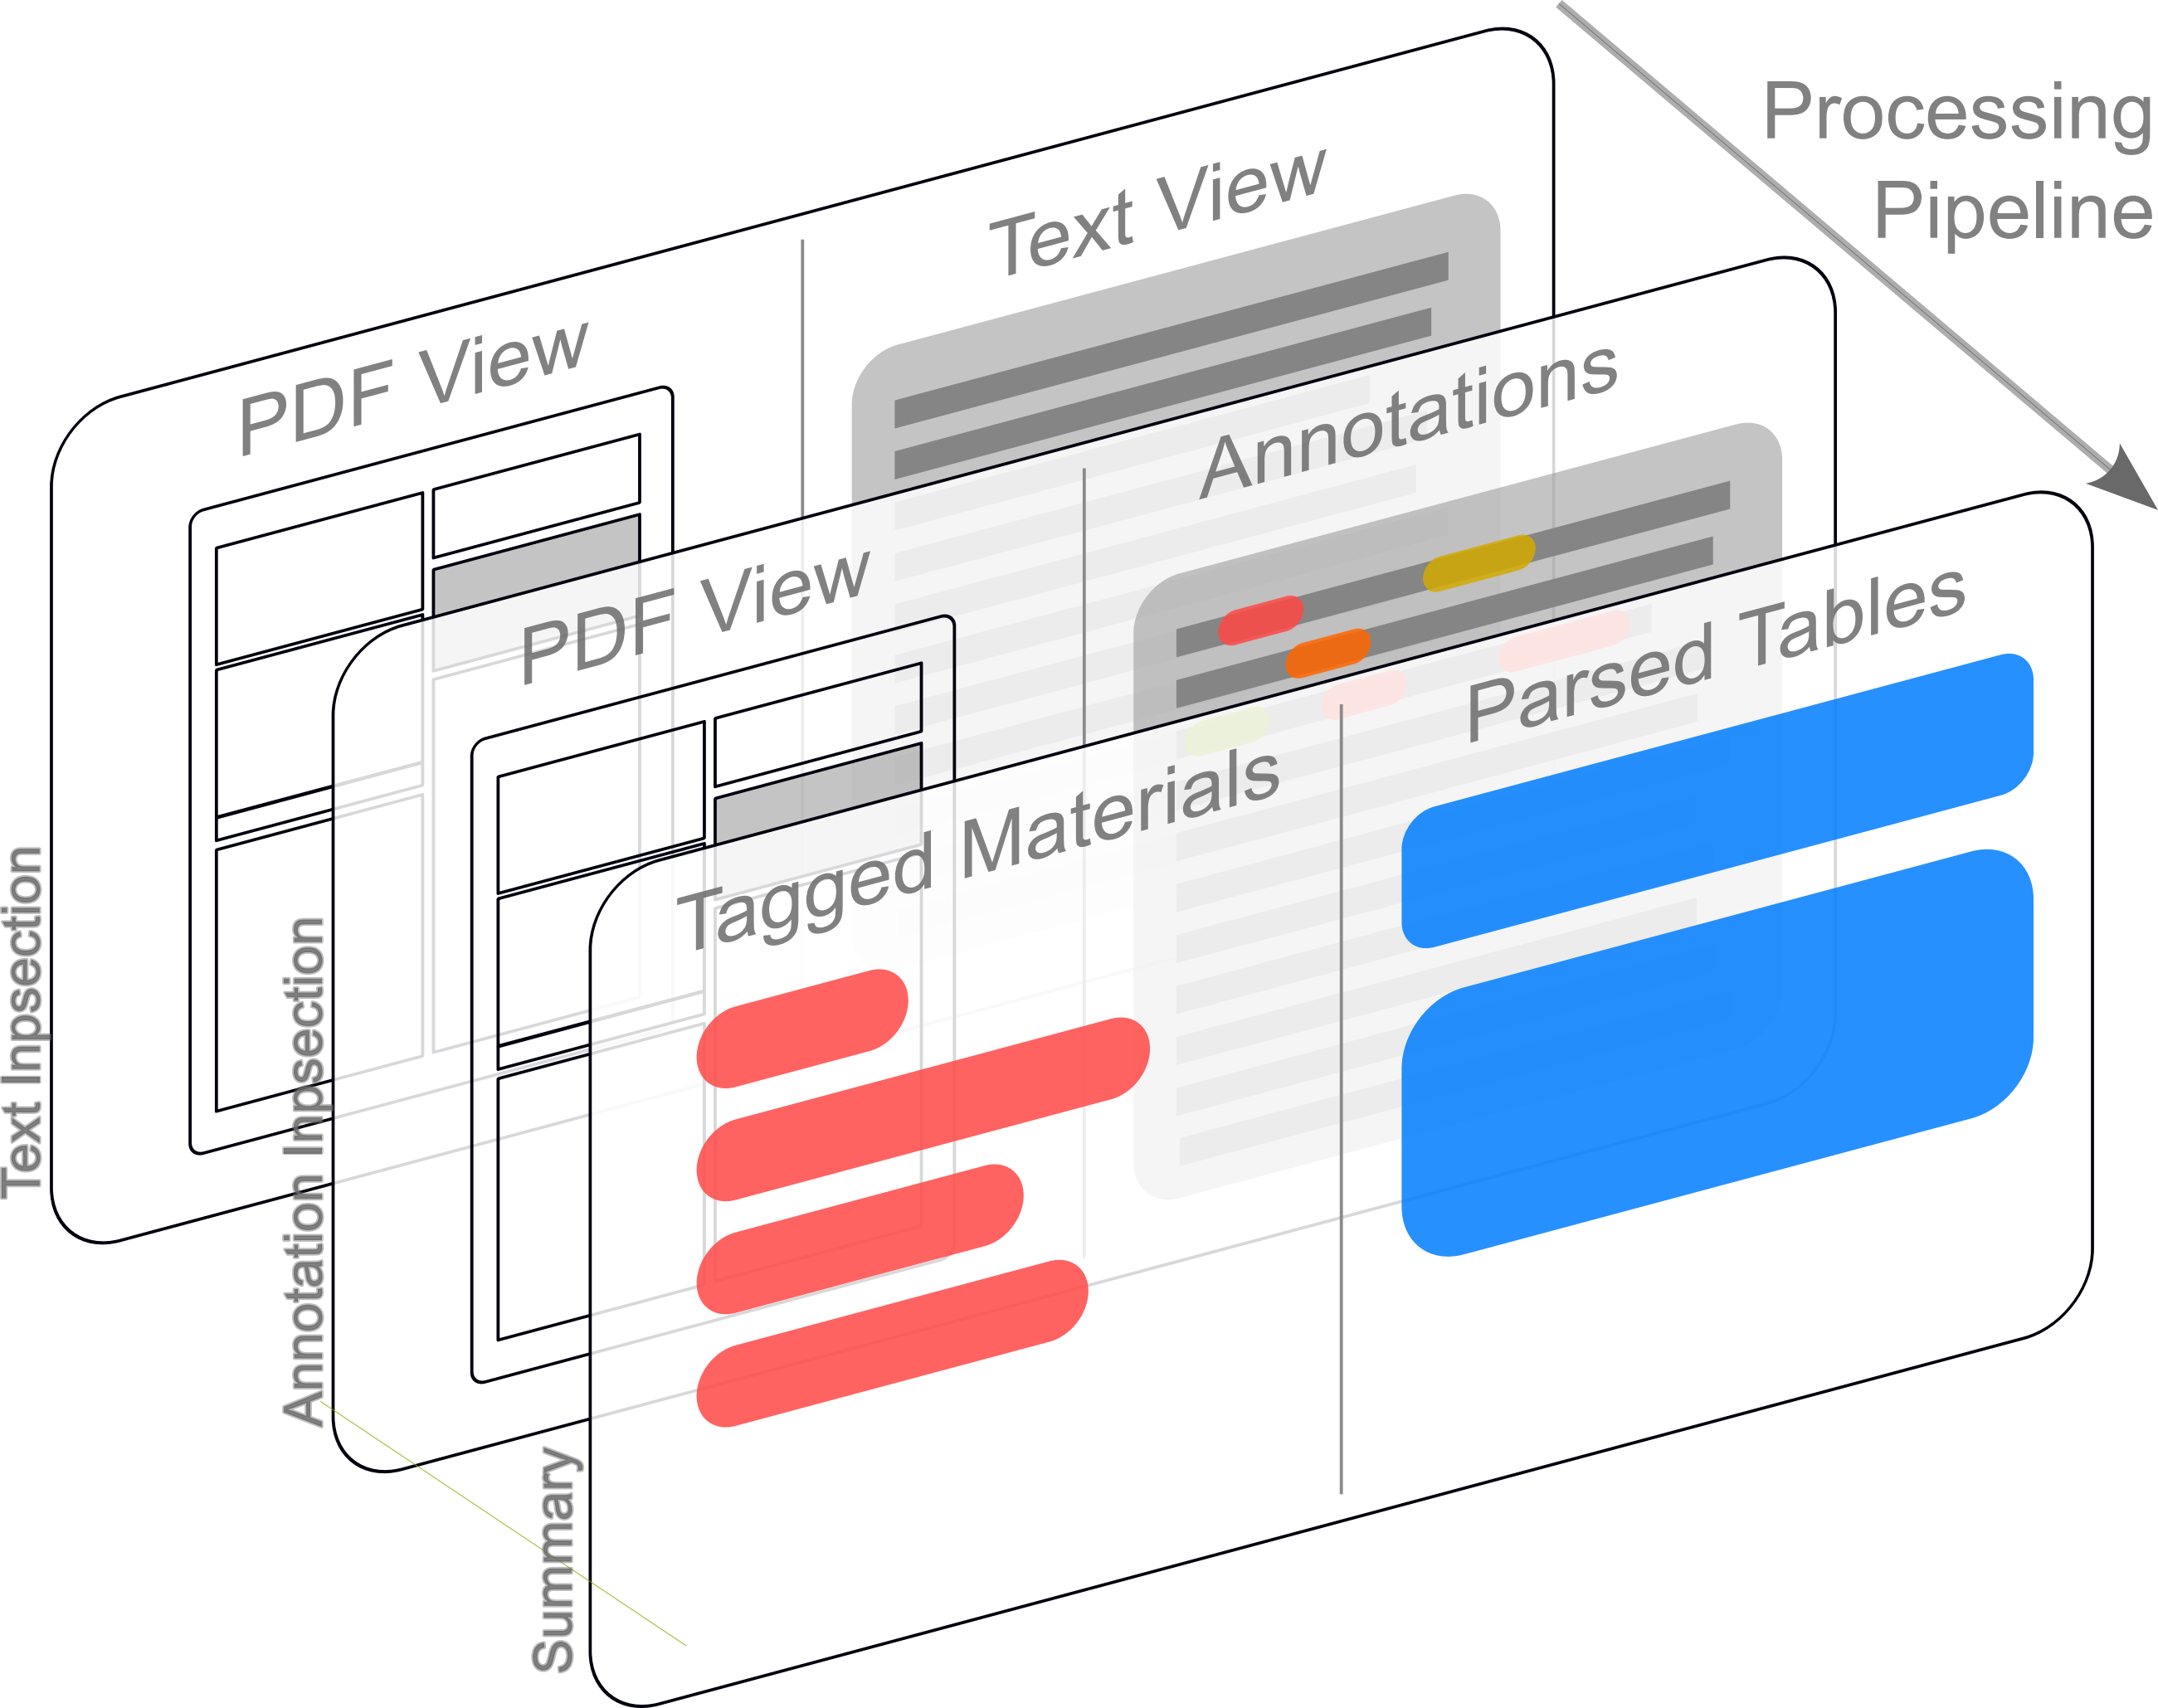 Processing
Pipeline
Text View
PDF View
Annotations
PDF View
Parsed Tables
Tagged Materials
Text Inpsection
Annotation Inpsection
Summary